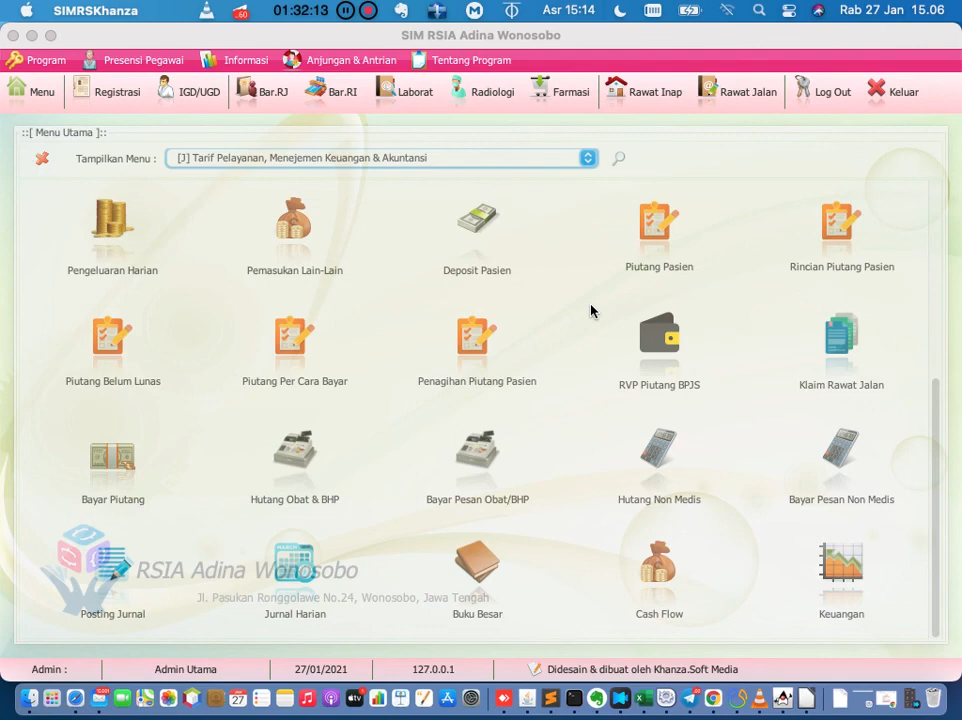 SIMRSKhanza
60
01:32:13
Asr 15:14
Rab 27 Jan 15.06
SIM RSIA Adina Wonosobo
Program
Presensi Pegawai
Informasi
Anjungan & Antrian
Tentang Program
Menu
Registrasi
IGD/UGD
Bar.RJ
Bar.RI
Laborat
Radiologi
Farmasi
Rawat Inap
Rawat Jalan
Log Out
Keluar
::[ Menu Utama ]::
Tampilkan Menu :
[J] Tarif Pelayanan, Menejemen Keuangan & Akuntansi
Pengeluaran Harian
Pemasukan Lain-Lain
Deposit Pasien
Piutang Pasien
Rincian Piutang Pasien
Piutang Belum Lunas
Piutang Per Cara Bayar
Penagihan Piutang Pasien
RVP Piutang BPJS
Klaim Rawat Jalan
Bayar Piutang
Hutang Obat & BHP
Bayar Pesan Obat/BHP
Hutang Non Medis
Bayar Pesan Non Medis
MARCH
RSIA Adina Wonosobo
Jl. Pasukan Ronggolawe No.24, Wonosobo, Jawa Tengah
Posting Jurnal
Jurnal Harian
Buku Besar
Cash Flow
Keuangan
Admin :
Admin Utama
27/01/2021
127.0.0.1
Didesain & dibuat oleh Khanza.Soft Media
27